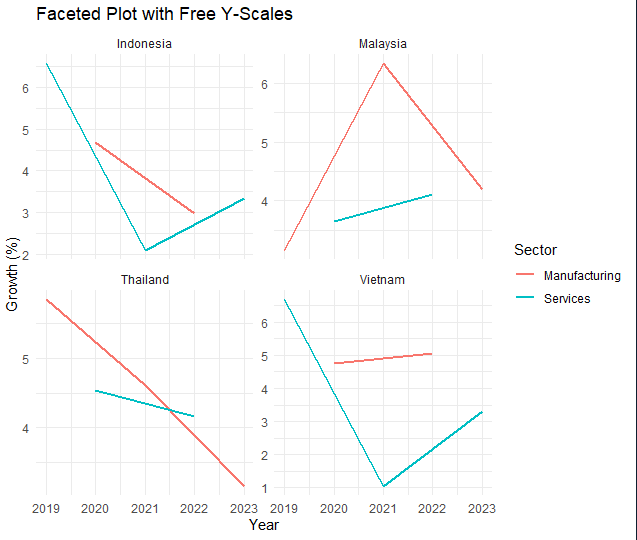 Faceted Plot with Free Y-Scales
Indonesia
Malaysia
6
5
4
3
2
6
5
4
Thailand
Vietnam
5
4
6
5
4
3
2
1
2019 2020 2021 2022 2023
2019 2020 2021 2022 2023
Year
Growth (%)
Sector
Manufacturing
Services